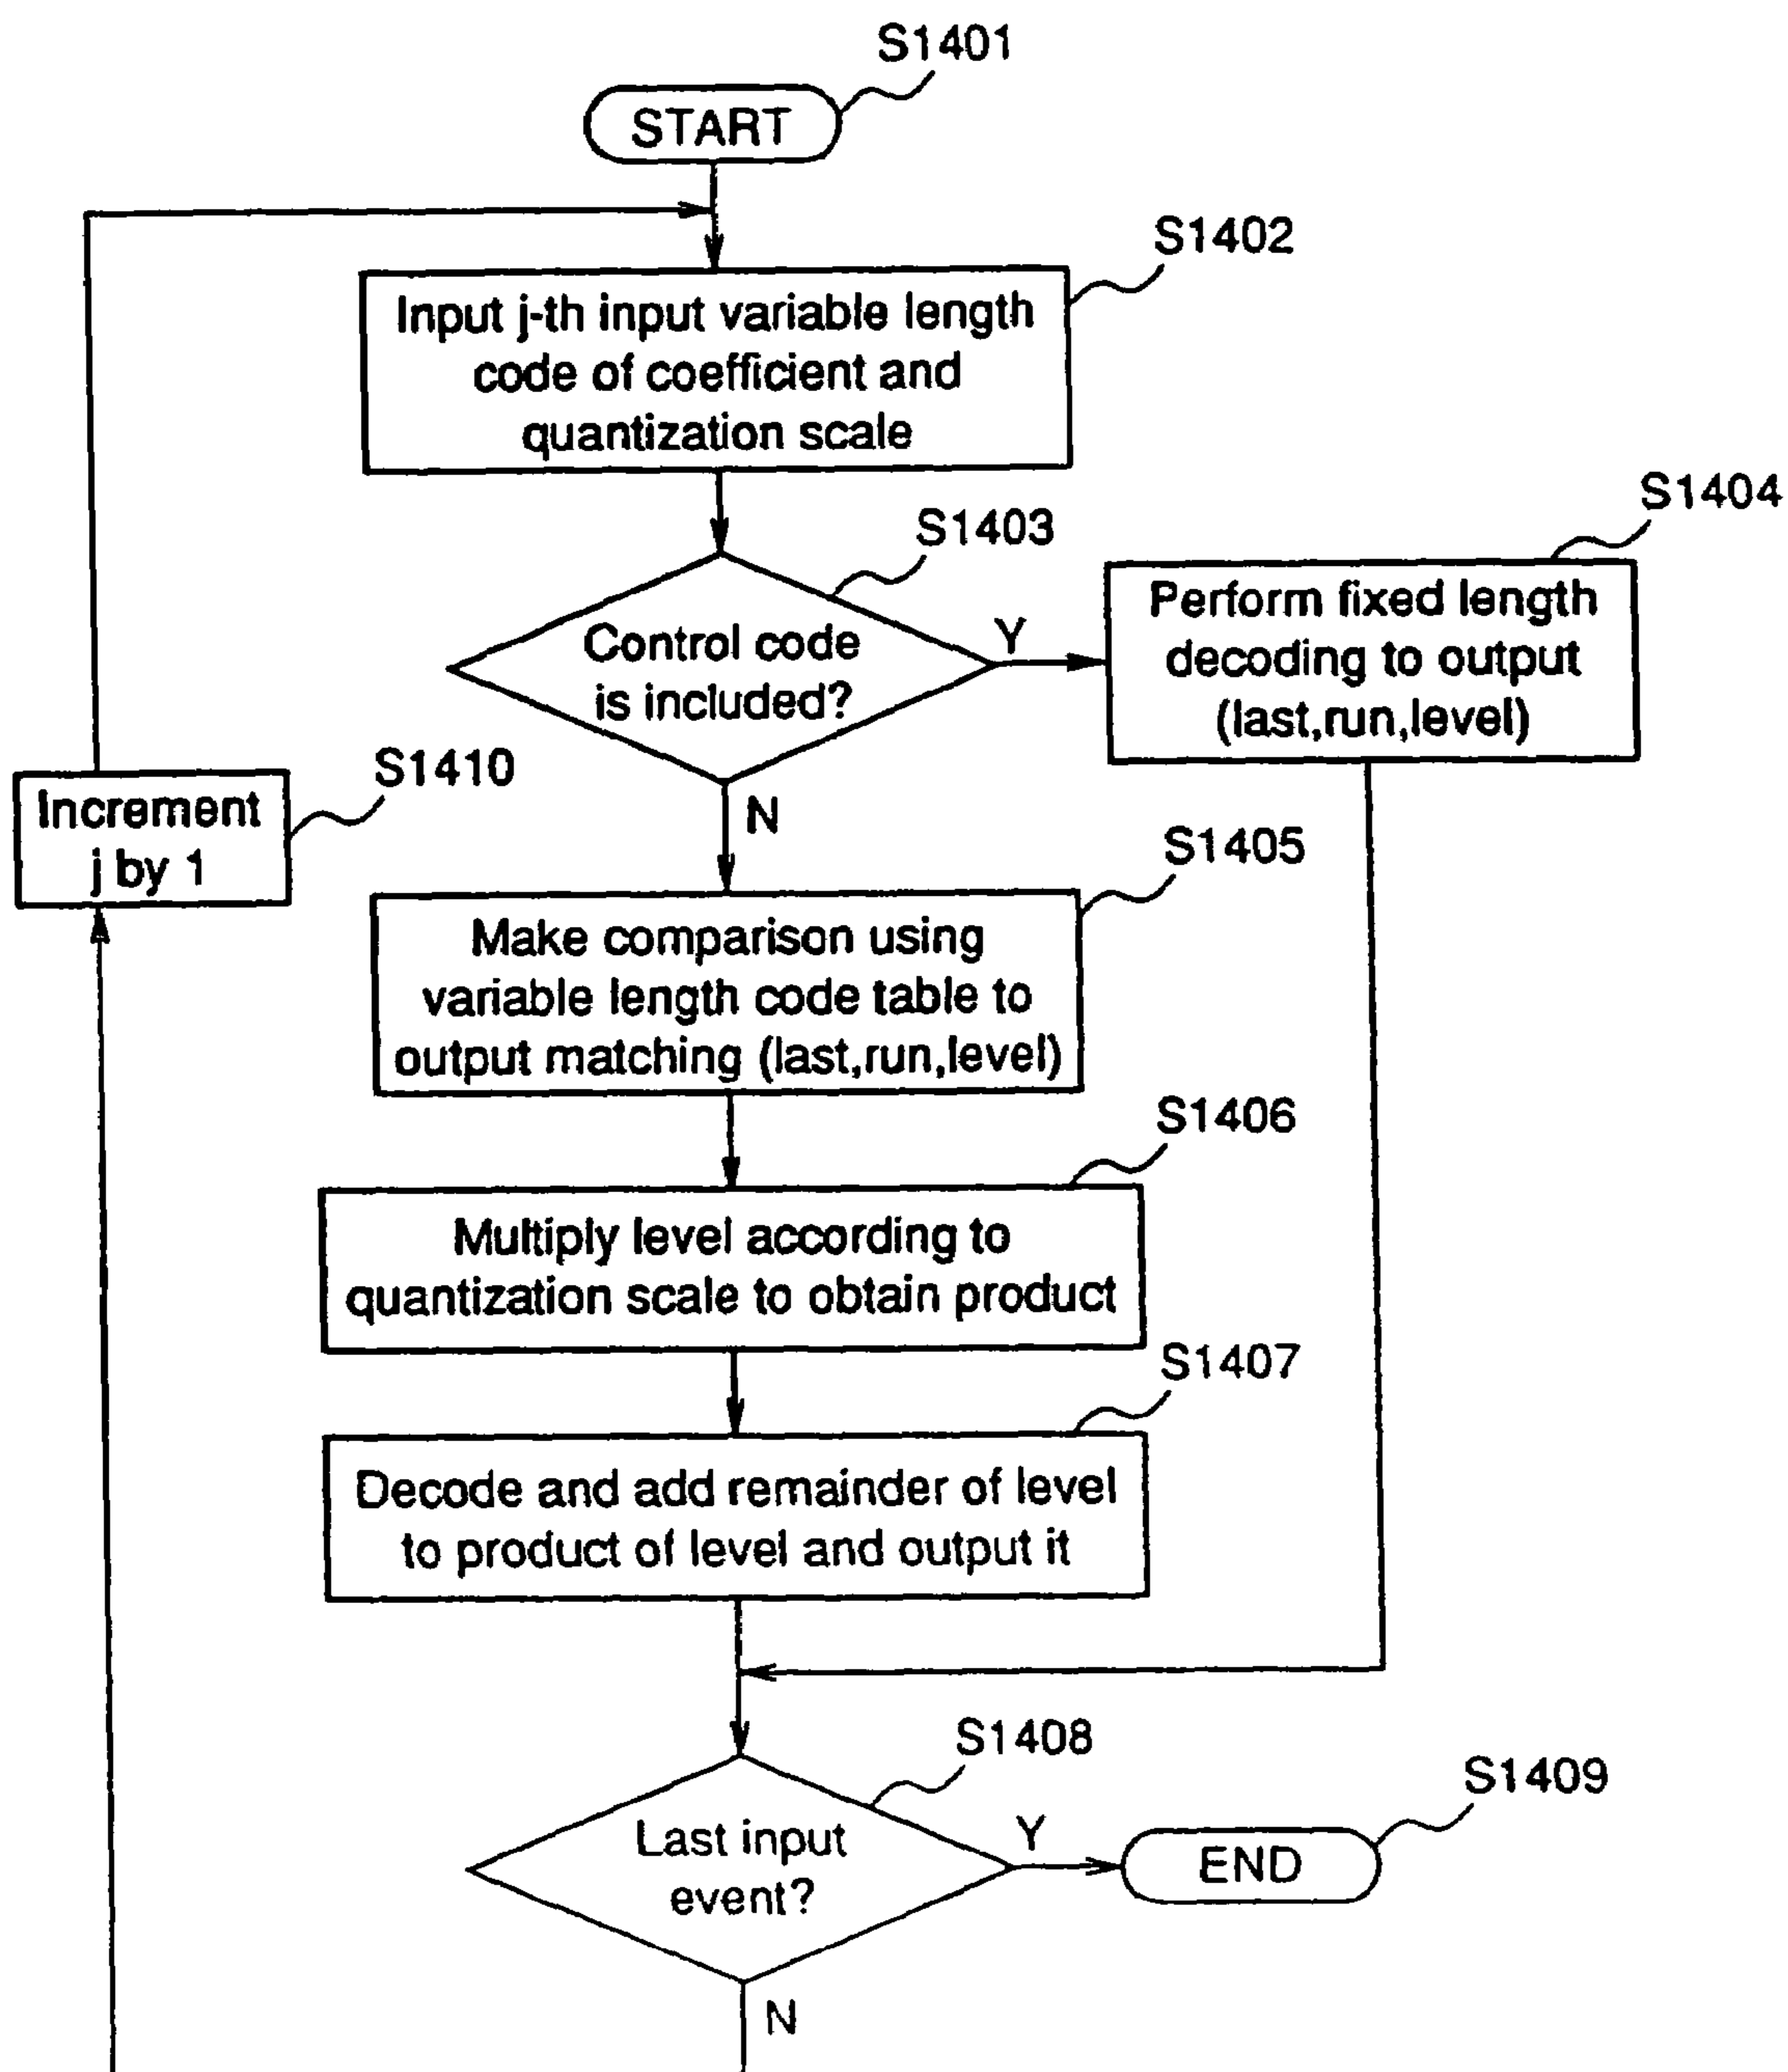 S1401
START
S1402
Input j-th input variable length
code of coefficient and
quantization scale
S1403
Control code
is included?
Y
N
S1404
Perform fixed length
decoding to output
(last,run,level)
S1410
Increment
j by 1
S1405
Make comparison using
variable length code table to
output matching (last,run,level)
S1406
Multiply level according to
quantization scale to obtain product
S1407
Decode and add remainder of level
to product of level and output it
S1408
Last input
event?
Y
N
S1409
END